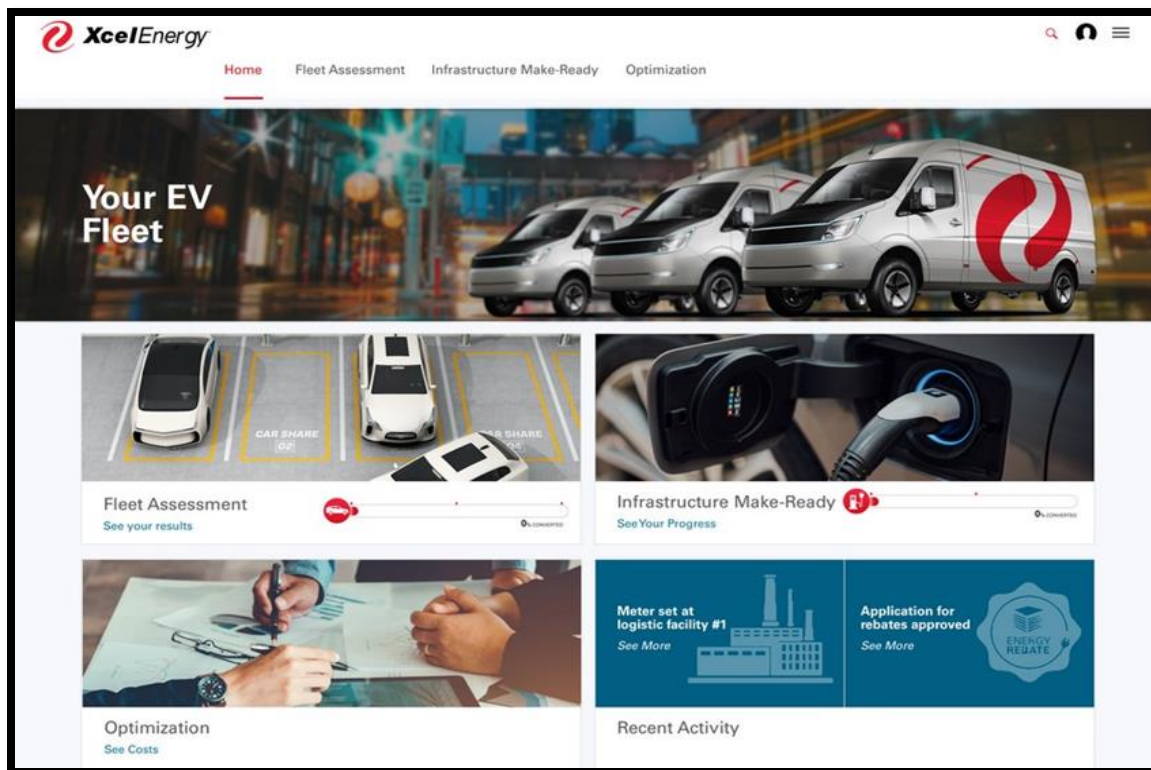 XcelEnergy
Home Fleet Assessment Infrastructure Make-Ready Optimization
Your EV
Fleet
CAR SHARE
02
CAR SHARE
Fleet Assessment
See your results
0% CONVERTED
Infrastructure Make-Ready
See Your Progress
0% CONVERTED
Meter set at
logistic facility #1
See More
Application for
rebates approved
See More
ENERGY
REBATE
Optimization
See Costs
Recent Activity